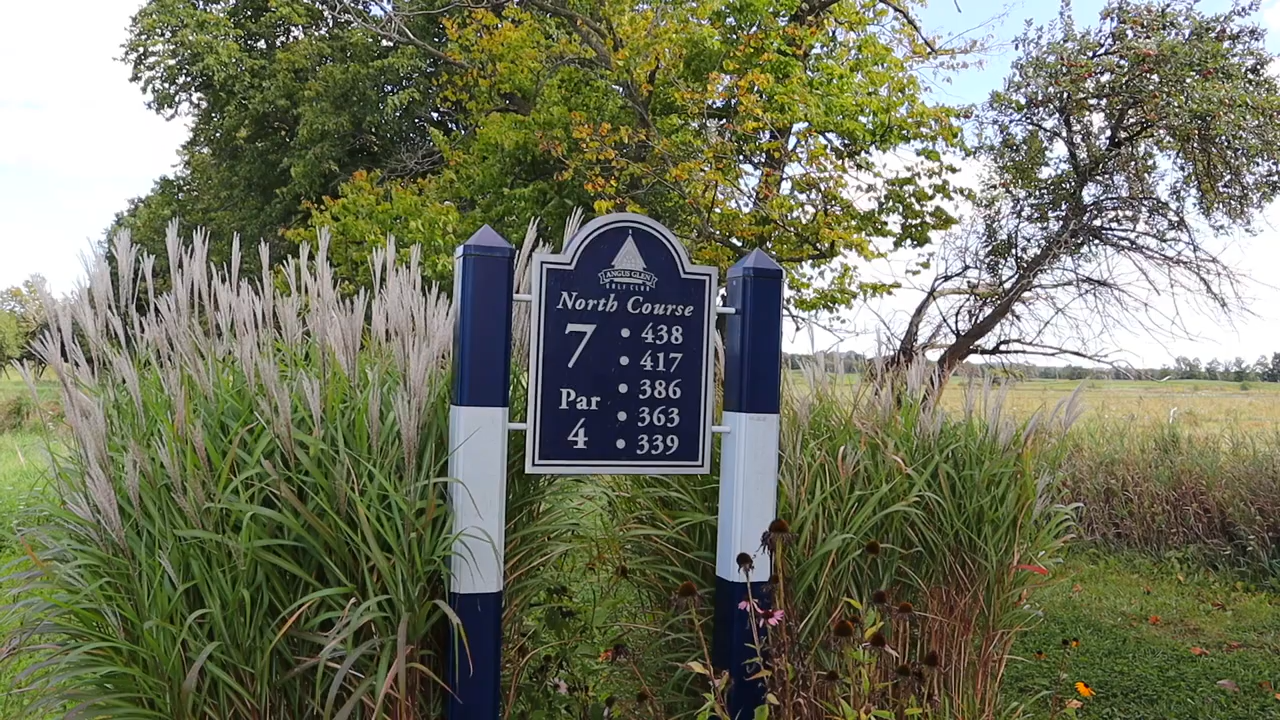 ANGUS GLEN
GOLF CLUB
North Course
7
Par
4
• 438
• 417
• 386
• 363
• 339